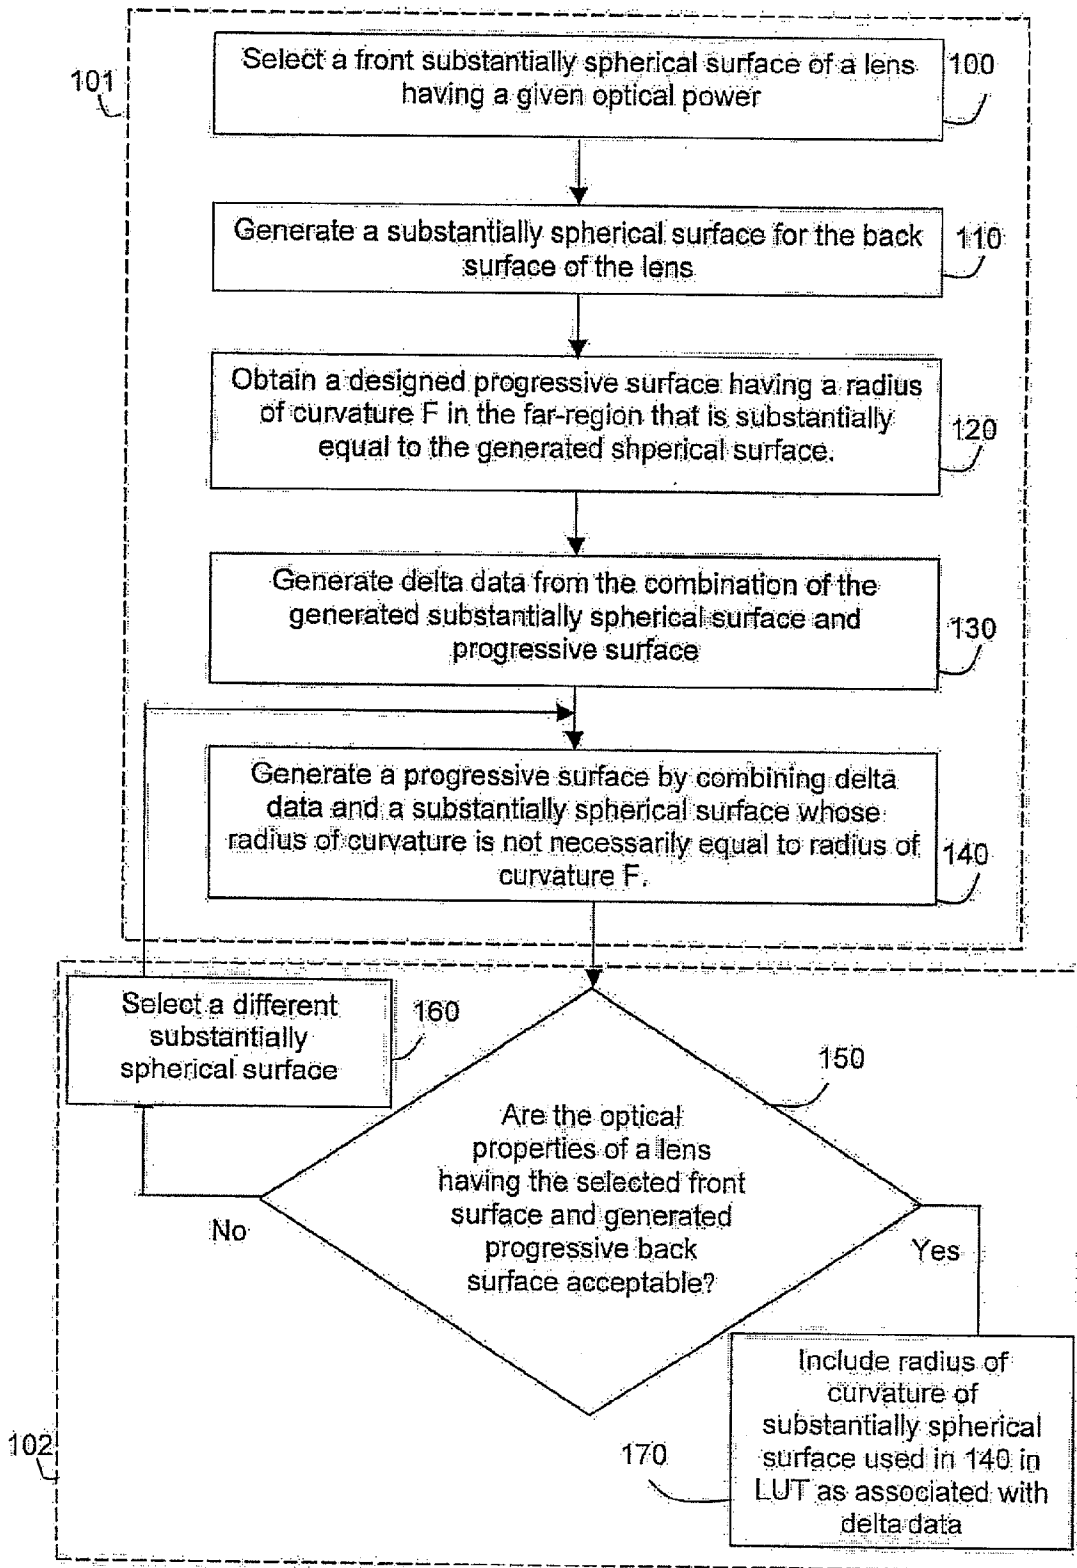 Select a front substantially spherical surface of a lens
having a given optical power
100
101
Generate a substantially spherical surface for the back
surface of the lens
110
Obtain a designed progressive surface having a radius
of curvature F in the far-region that is substantially
equal to the generated shperical surface.
120
Generate delta data from the combination of the
generated substantially spherical surface and
progressive surface
130
Generate a progressive surface by combining delta
data and a substantially spherical surface whose
radius of curvature is not necessarily equal to radius of
curvature F.
140
Select a different
substantially
spherical surface
160
150
Are the optical
properties of a lens
having the selected front
surface and generated
progressive back
surface acceptable?
No
Yes
Include radius of
curvature of
substantially spherical
surface used in 140 in
LUT as associated with
delta data
170
102